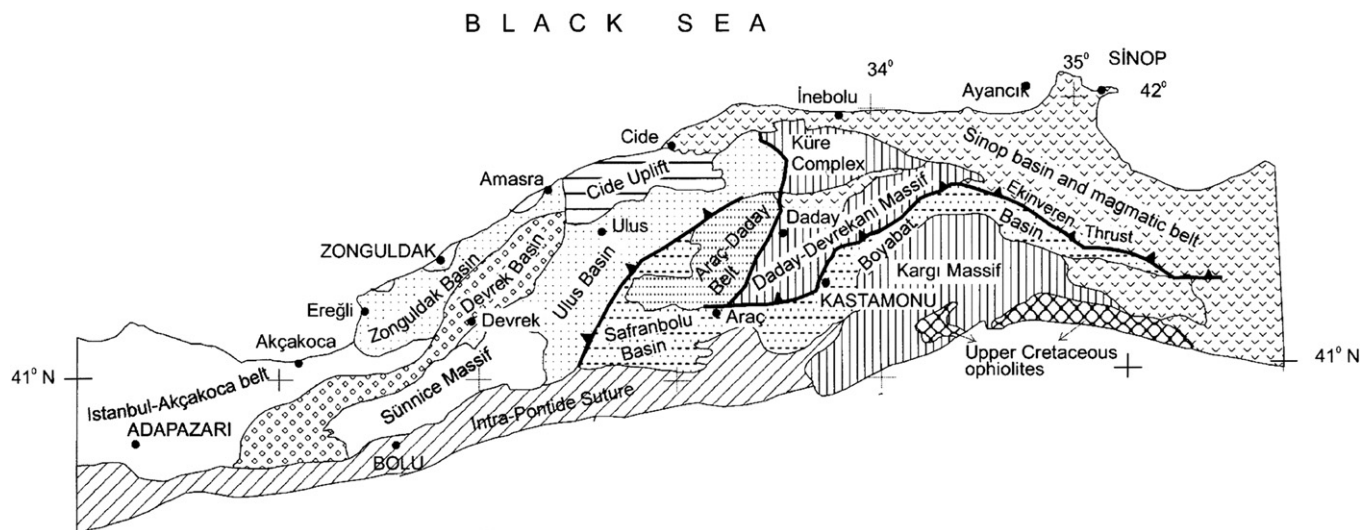 BLACK SEA
34°
35°
SİNOP
42°
Ayancık
İnebolu
Cide
Küre
Complex
Sinop basin and magmatic belt
Cide Uplift
Amasra
Daday-Devrekani Massif
Ekinveren
Thrust
Ulus
Daday
Araç-Daday
Belt
Boyabat
Basin
ZONGULDAK
Zonguldak Basin
Devrek Basin
Ulus Basin
Kargı Massif
KASTAMONU
Ereğli
Devrek
Araç
Safranbolu
Basin
Akçakoca
Upper Cretaceous
ophiolites
41° N
41° N
Istanbul-Akçakoca belt
Sünnice Massif
Intra-Pontide Suture
ADAPAZARI
BOLU